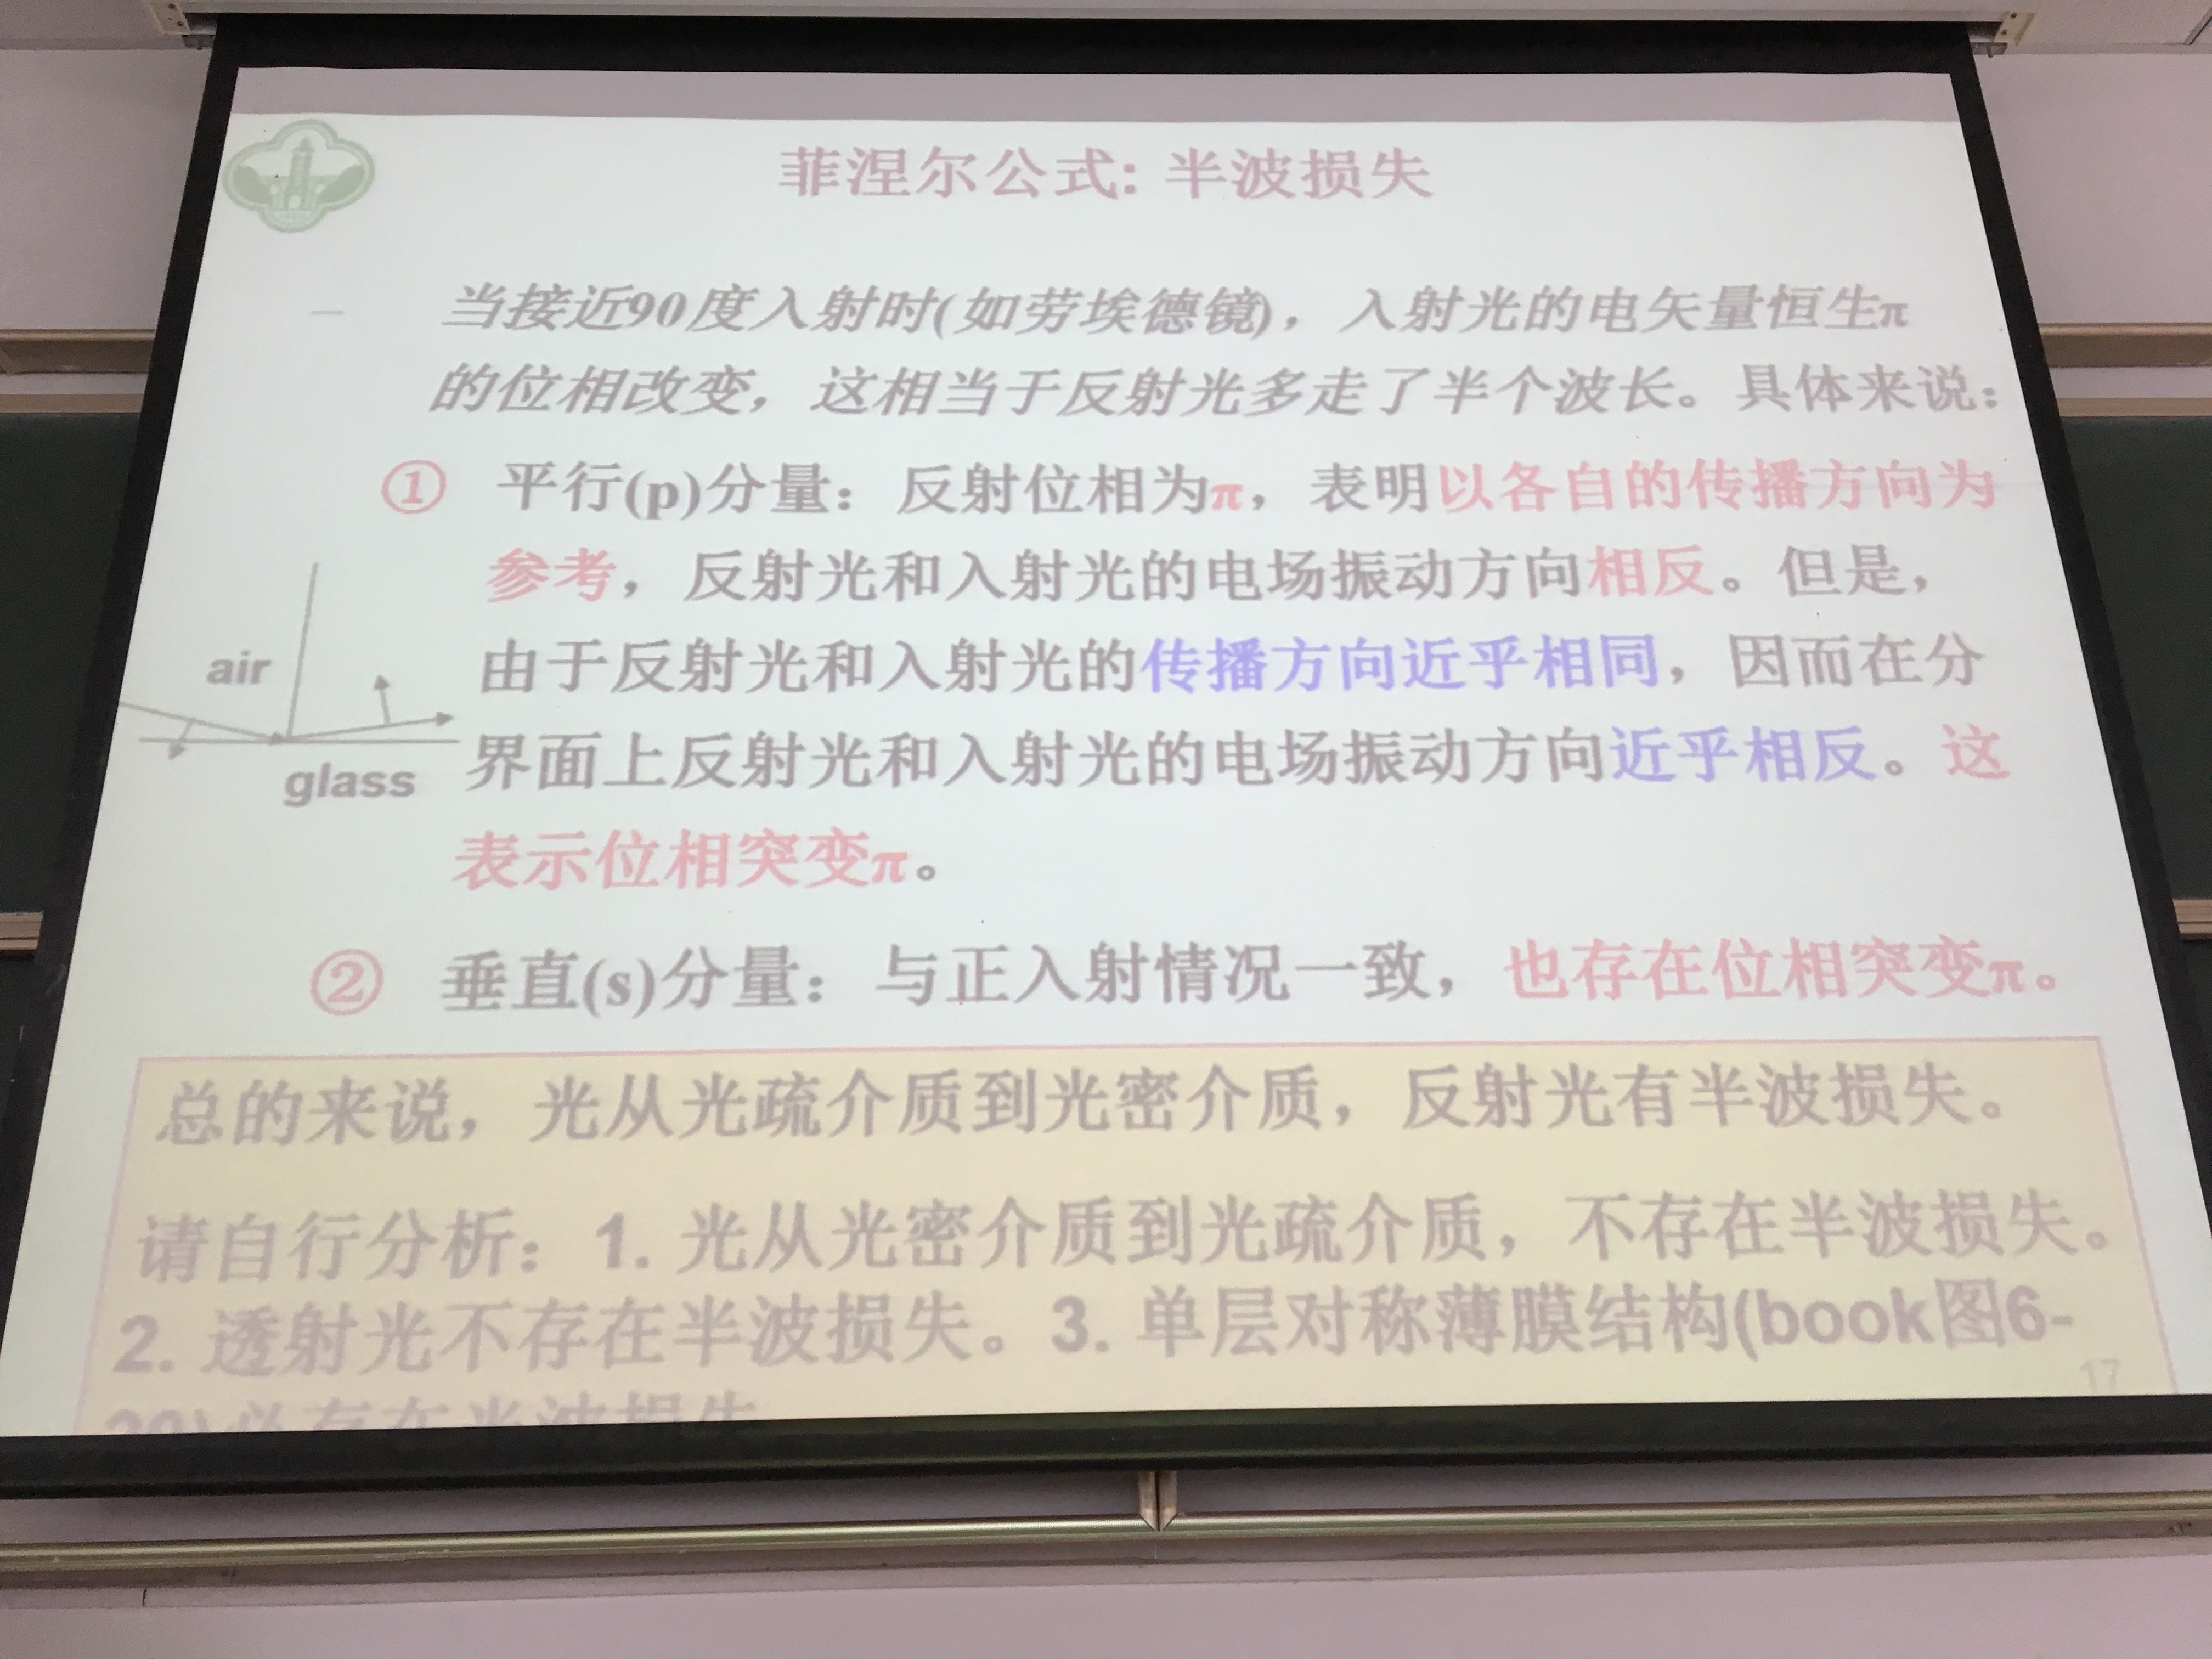 菲涅尔公式: 半波损失
当接近90度入射时(如劳埃德镜)，入射光的电矢量恒生π
的位相改变，这相当于反射光多走了半个波长。具体来说：
① 平行(p)分量：反射位相为π，表明以各自的传播方向为
参考，反射光和入射光的电场振动方向相反。但是，
由于反射光和入射光的传播方向近乎相同，因而在分
界面上反射光和入射光的电场振动方向近乎相反。这
表示位相突变π。
air
glass
② 垂直(s)分量：与正入射情况一致，也存在位相突变π。
总的来说，光从光疏介质到光密介质，反射光有半波损失。
请自行分析：1. 光从光密介质到光疏介质，不存在半波损失。
2. 透射光不存在半波损失。3. 单层对称薄膜结构(book图6-
存在半波损失
17